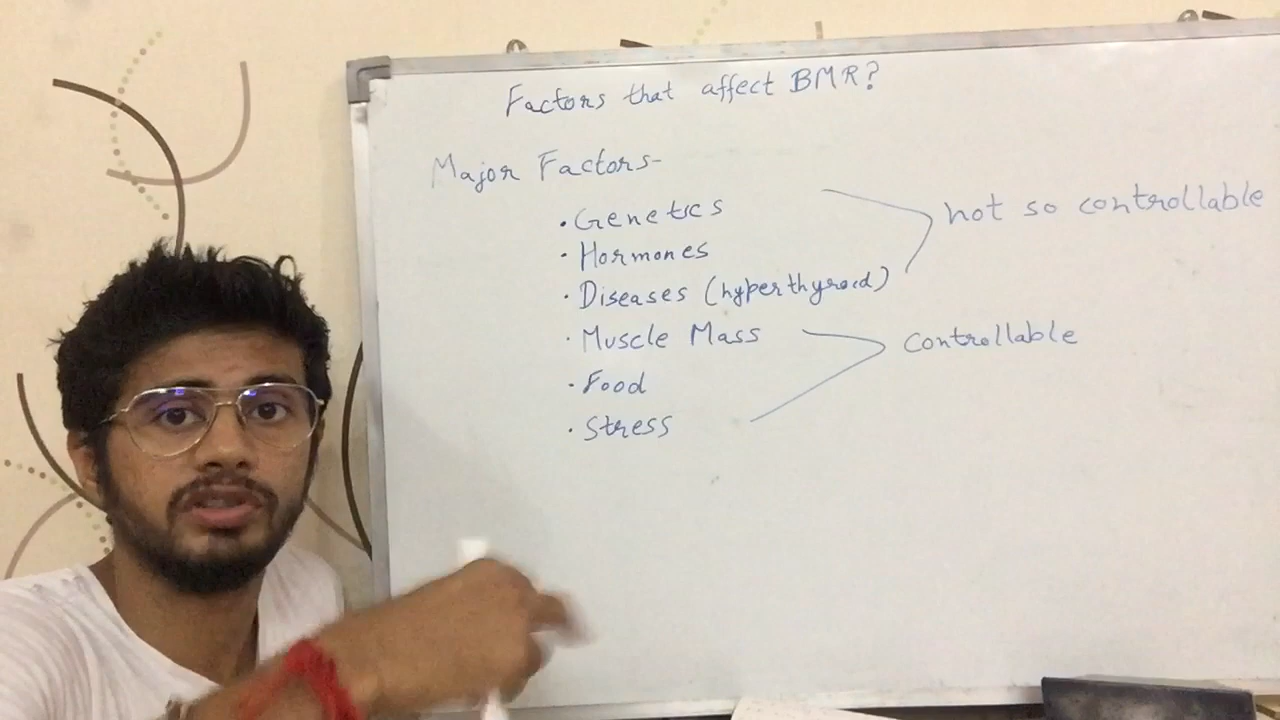 Factors that affect BMR?
Major Factors-
• Genetics
• Hormones
• Diseases (hyperthyroid)
not so controllable
• Muscle Mass
• Food
• Stress
controllable